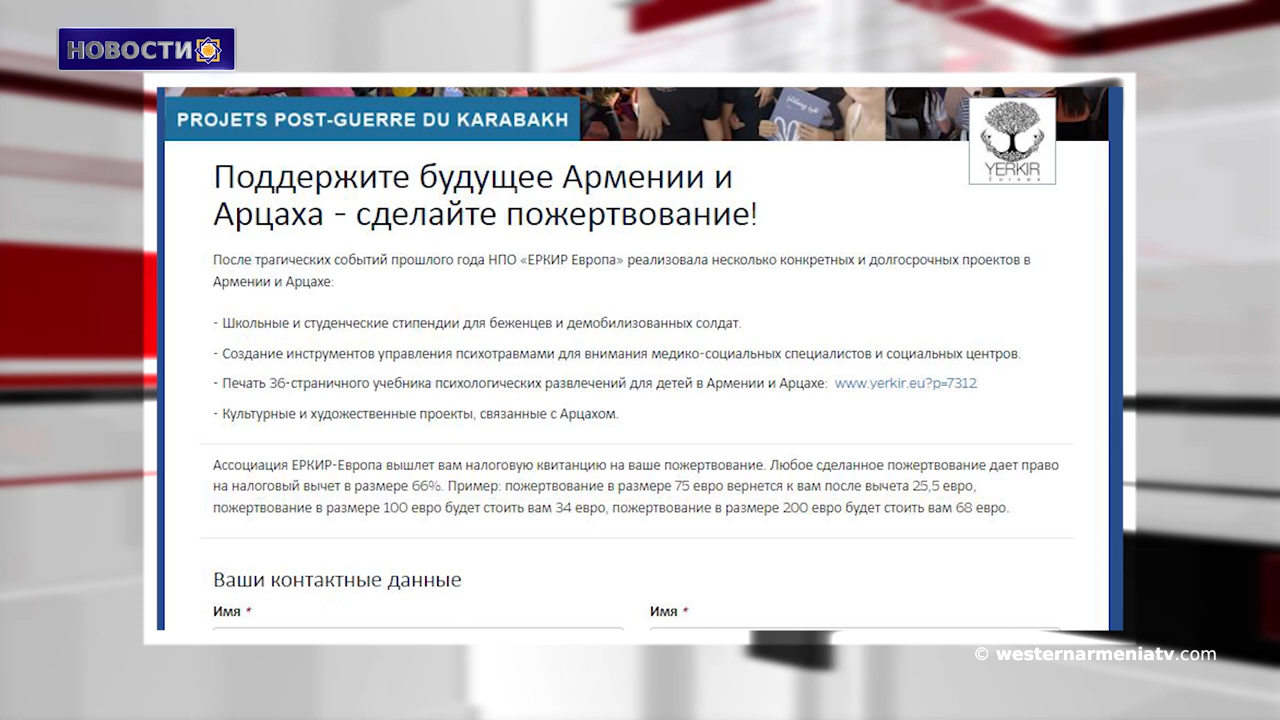 НОВОСТИ
PROJETS POST-GUERRE DU KARABAKH
YERKIR
Europe
Поддержите будущее Армении и
Арцаха - сделайте пожертвование!
После трагических событий прошлого года НПО «ЕРКИР Европа» реализовала несколько конкретных и долгосрочных проектов в
Армении и Арцахе:
- Школьные и студенческие стипендии для беженцев и демобилизованных солдат.
- Создание инструментов управления психотравмами для внимания медико-социальных специалистов и социальных центров.
- Печать 36-страничного учебника психологических развлечений для детей в Армении и Арцахе: www.yerkir.eu?p=7312
- Культурные и художественные проекты, связанные с Арцахом.
Ассоциация ЕРКИР-Европа вышлет вам налоговую квитанцию на ваше пожертвование. Любое сделанное пожертвование дает право
на налоговый вычет в размере 66%. Пример: пожертвование в размере 75 евро вернется к вам после вычета 25,5 евро,
пожертвование в размере 100 евро будет стоить вам 34 евро, пожертвование в размере 200 евро будет стоить вам 68 евро.
Ваши контактные данные
Имя * Имя *
© westernarmeniatv.com